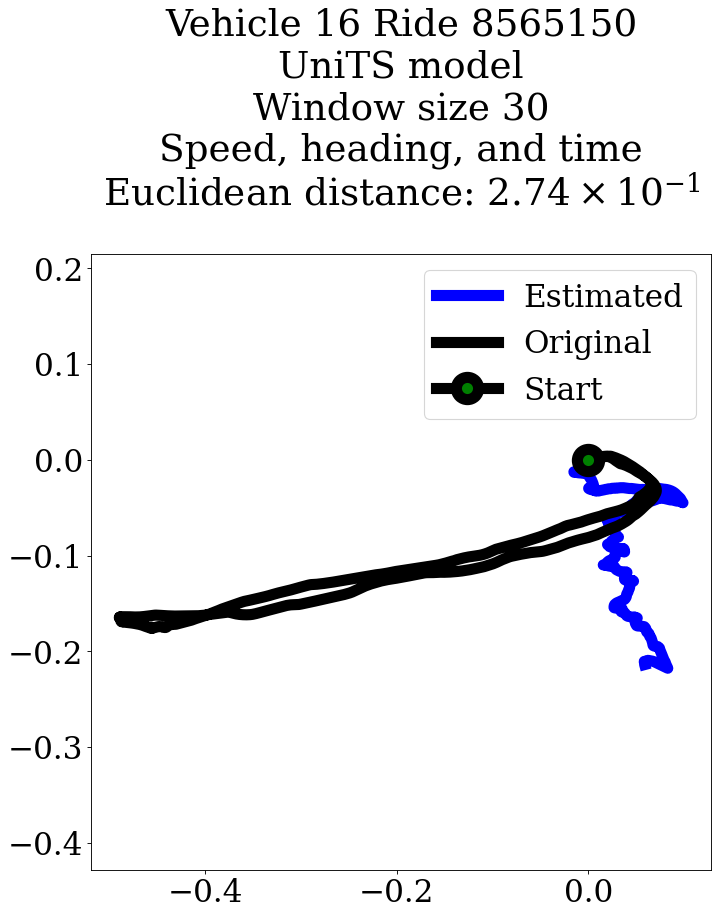 Vehicle 16 Ride 8565150
UniTS model
Window size 30
Speed, heading, and time
Euclidean distance: 2.74 × 10⁻¹
Estimated
Original
Start
0.2
0.1
0.0
−0.1
−0.2
−0.3
−0.4
−0.4 −0.2 0.0